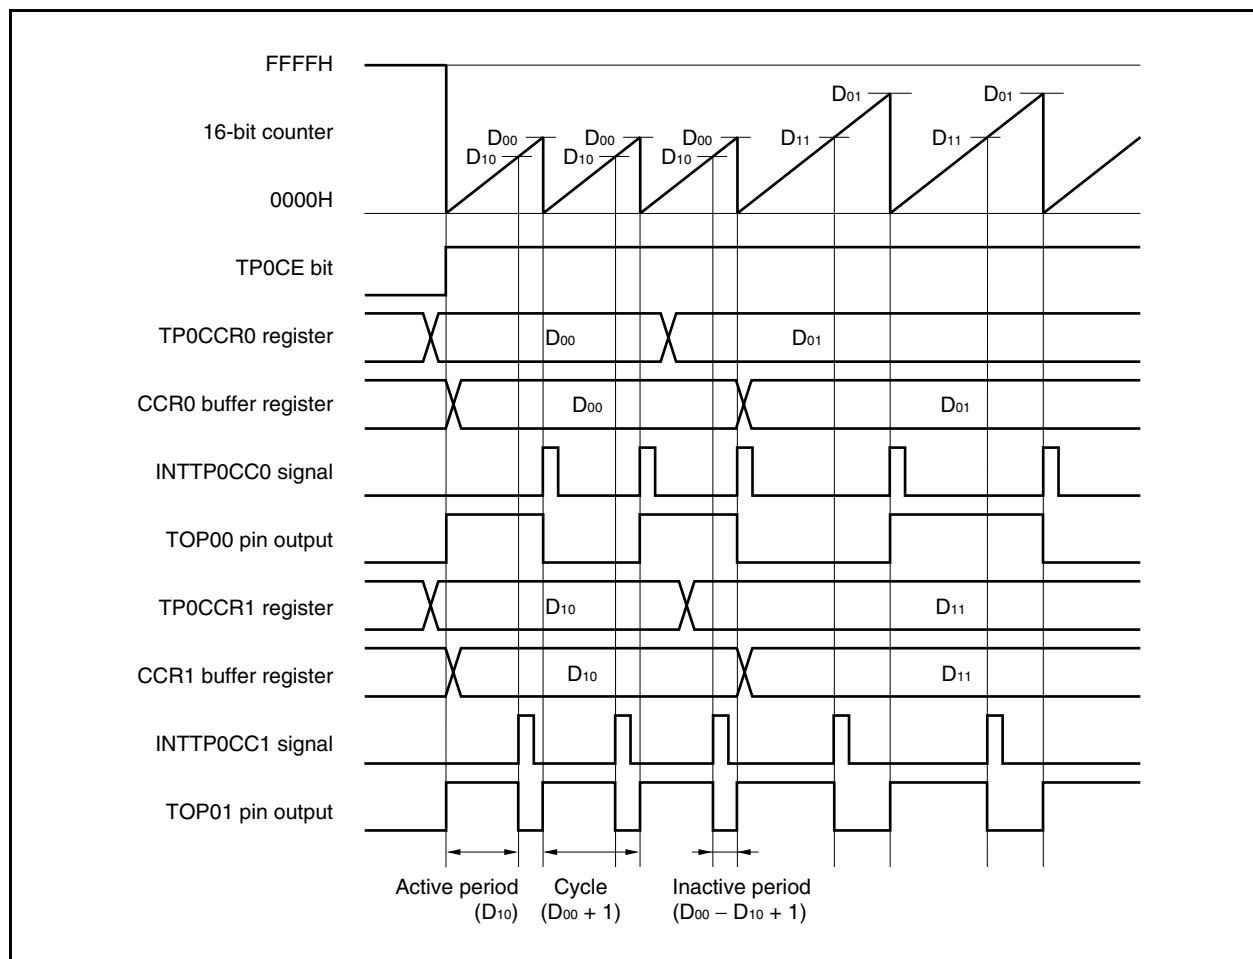 FFFFH
D01 D01
16-bit counter D00 D00 D00 D11 D11
D10 D10 D10
0000H
TP0CE bit
TP0CCR0 register D00 D01
CCR0 buffer register D00 D01
INTTP0CC0 signal
TOP00 pin output
TP0CCR1 register D10 D11
CCR1 buffer register D10 D11
INTTP0CC1 signal
TOP01 pin output
Active period Cycle Inactive period
(D10) (D00 + 1) (D00 − D10 + 1)